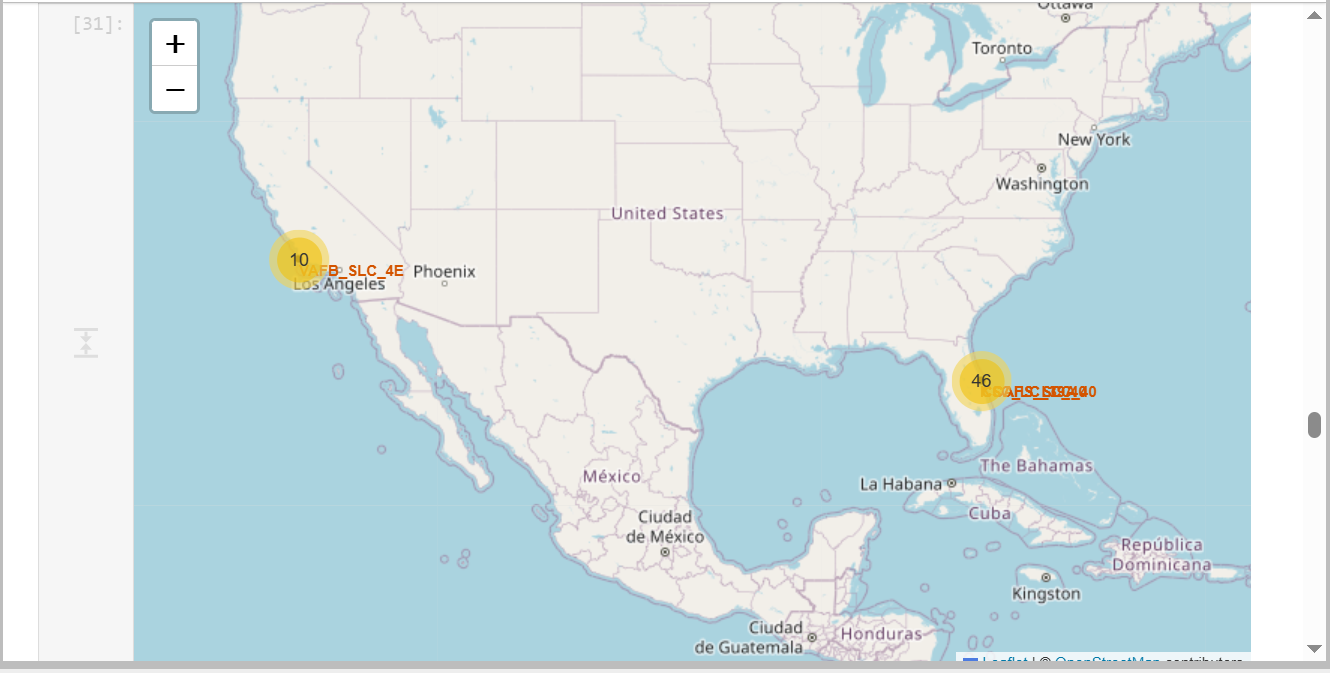 [31]:
+
−
Ottawa
Toronto
New York
Washington
United States
10
VAFB_SLC_4E
Phoenix
Los Angeles
46
The Bahamas
La Habana
México
Cuba
Ciudad
de México
República
Dominicana
Kingston
Ciudad
de Guatemala
Honduras
Leaflet | © OpenStreetMap contributors